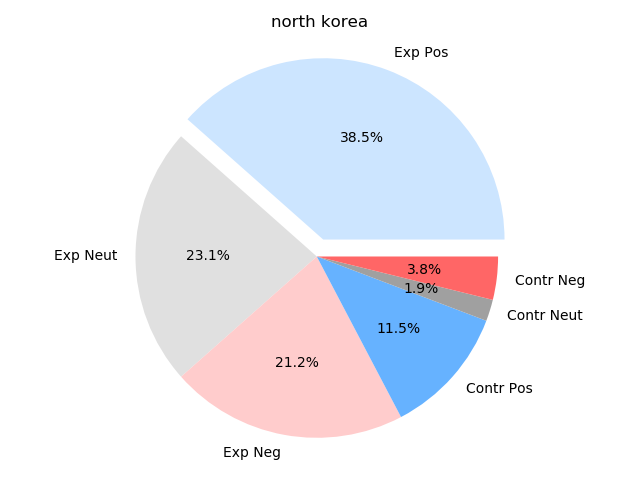 north korea
Exp Pos
38.5%
Exp Neut
23.1%
Exp Neg
21.2%
Contr Pos
11.5%
Contr Neut
1.9%
Contr Neg
3.8%